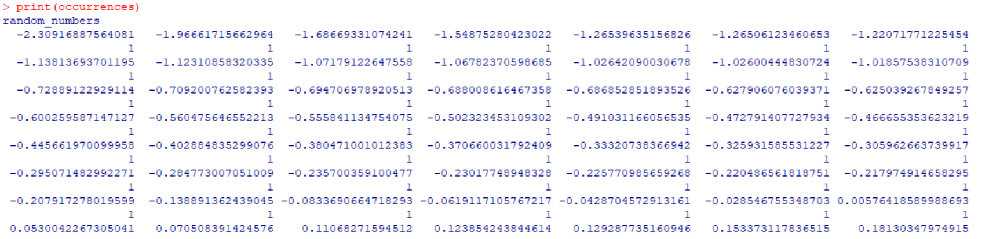 > print(occurrences)
random_numbers
-2.30916887564081 -1.96661715662964 -1.68669331074241 -1.54875280423022 -1.26539635156826 -1.26506123460653 -1.22071771225454
1 1 1 1 1 1 1
-1.13813693701195 -1.12310858320335 -1.07179122647558 -1.06782370598685 -1.02642090030678 -1.02600444830724 -1.01857538310709
1 1 1 1 1 1 1
-0.72889122929114 -0.709200762582393 -0.694706978920513 -0.688008616467358 -0.686852851893526 -0.627906076039371 -0.625039267849257
1 1 1 1 1 1 1
-0.600259587147127 -0.560475646552213 -0.555841134754075 -0.502323453109302 -0.491031166056535 -0.472791407727934 -0.466655353623219
1 1 1 1 1 1 1
-0.445661970099958 -0.402884835299076 -0.380471001012383 -0.370660031792409 -0.33320738366942 -0.325931585531227 -0.305962663739917
1 1 1 1 1 1 1
-0.295071482992271 -0.284773007051009 -0.235700359100477 -0.23017748948328 -0.225770985659268 -0.220486561818751 -0.217974914658295
1 1 1 1 1 1 1
-0.207917278019599 -0.138891362439045 -0.0833690664718293 -0.0619117105767217 -0.0428704572913161 -0.028546755348703 0.00576418589988693
1 1 1 1 1 1 1
0.0530042267305041 0.070508391424576 0.11068271594512 0.123854243844614 0.129287735160946 0.153373117836515 0.18130347974915